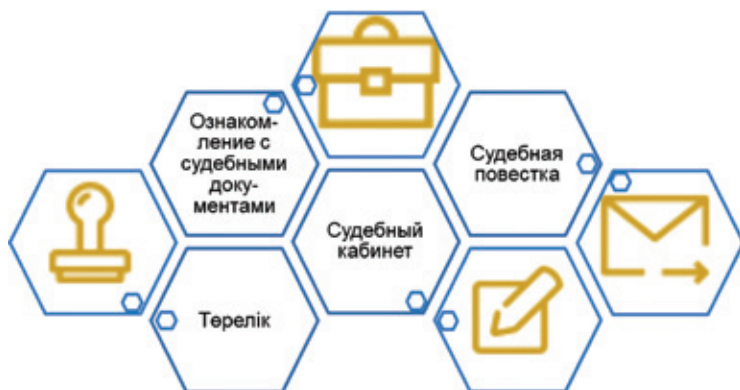 Ознаком-
ление с
судебными
доку-
ментами
Судебная
повестка
Судебный
кабинет
Төрелік